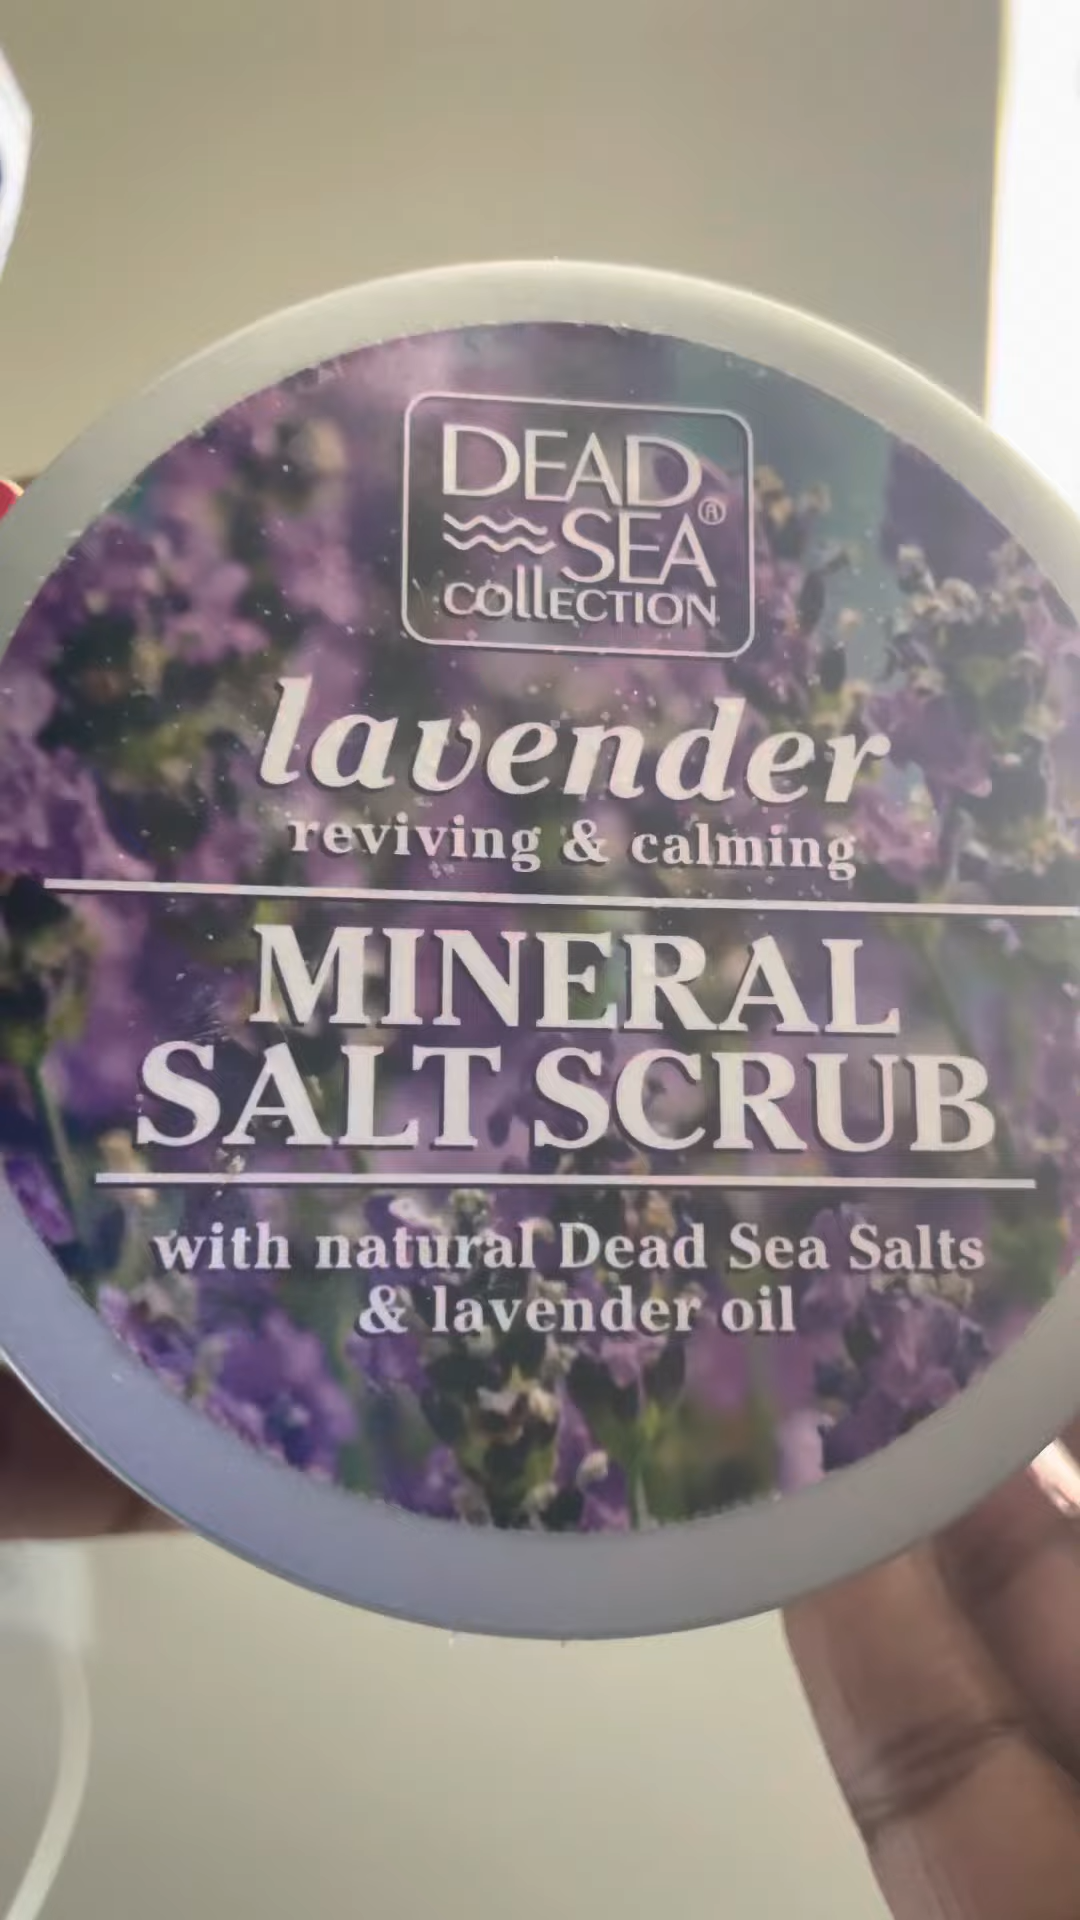 DEAD
SEA®
COllECTION
lavender
reviving & calming
MINERAL
SALT SCRUB
with natural Dead Sea Salts
& lavender oil